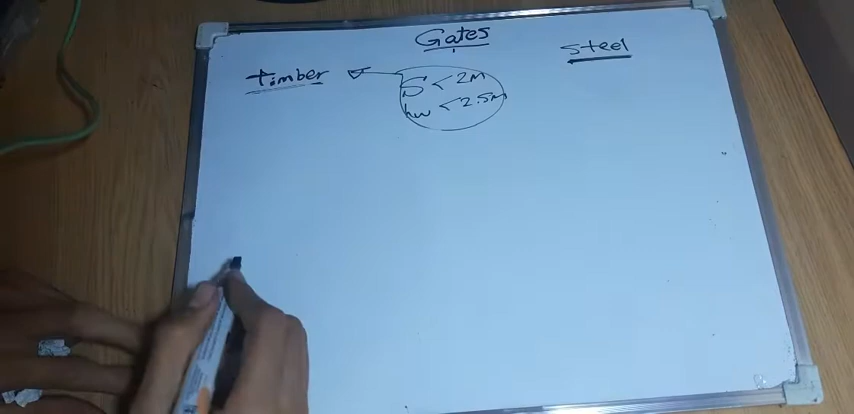 Gates
timber
steel
S < 2M
hw < 2.5m